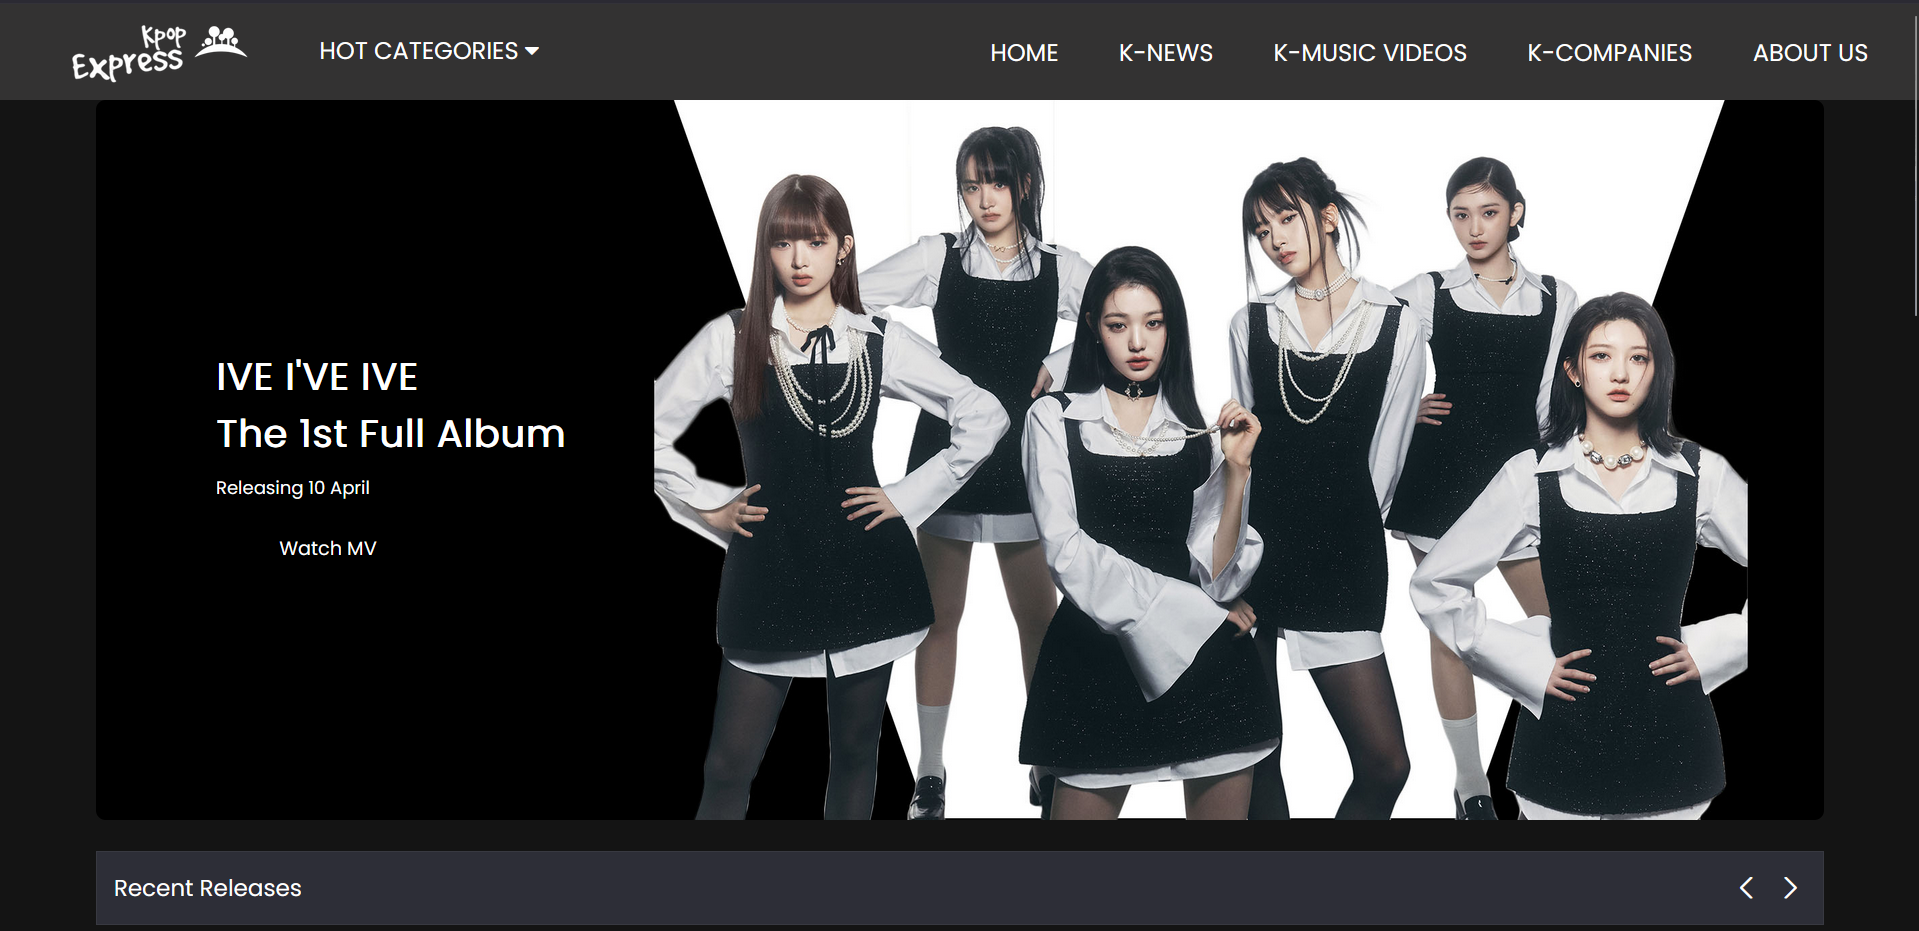 Kpop
Express
HOT CATEGORIES
HOME
K-NEWS
K-MUSIC VIDEOS
K-COMPANIES
ABOUT US
IVE I'VE IVE
The 1st Full Album
Releasing 10 April
Watch MV
Recent Releases